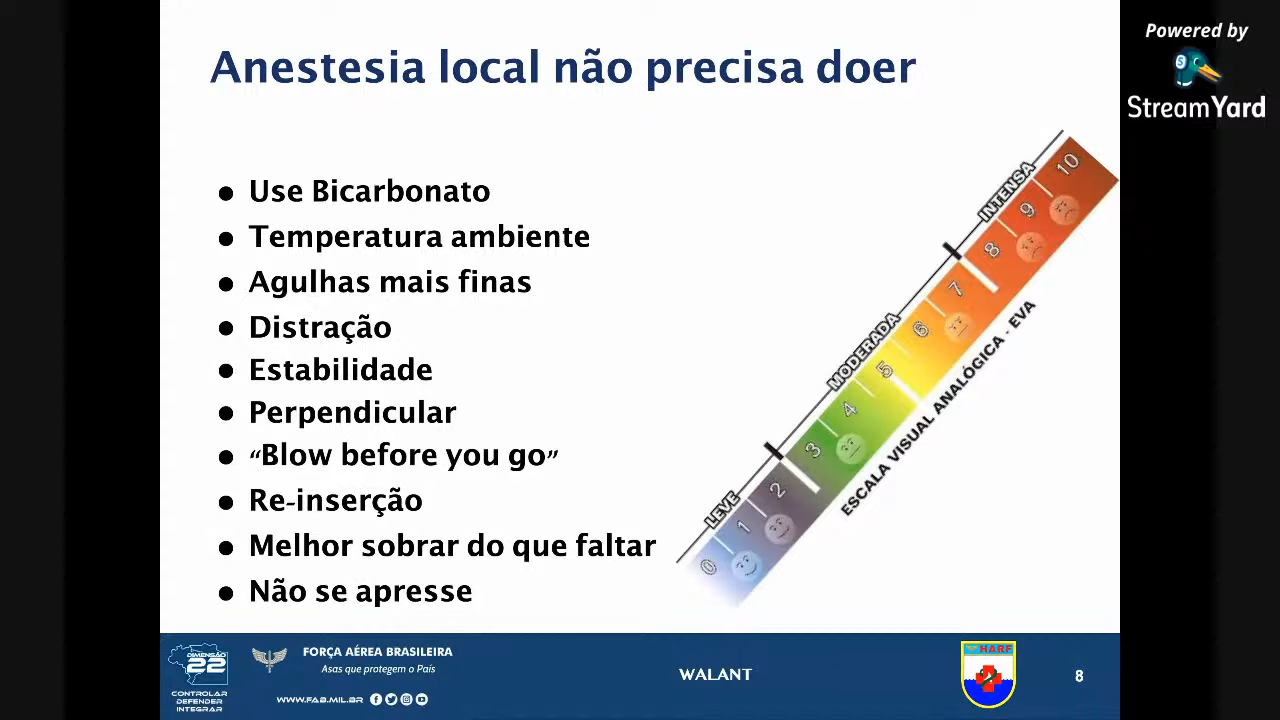 Powered by
StreamYard
Anestesia local não precisa doer
● Use Bicarbonato
● Temperatura ambiente
● Agulhas mais finas
● Distração
● Estabilidade
● Perpendicular
● “Blow before you go”
● Re-inserção
● Melhor sobrar do que faltar
● Não se apresse
LEVE
MODERADA
INTENSA
0 1 2 3 4 5 6 7 8 9 10
ESCALA VISUAL ANALÓGICA - EVA
DIMENSÃO
22
CONTROLAR
DEFENDER
INTEGRAR
FORÇA AÉREA BRASILEIRA
Asas que protegem o País
WWW.FAB.MIL.BR
WALANT
HARF
8